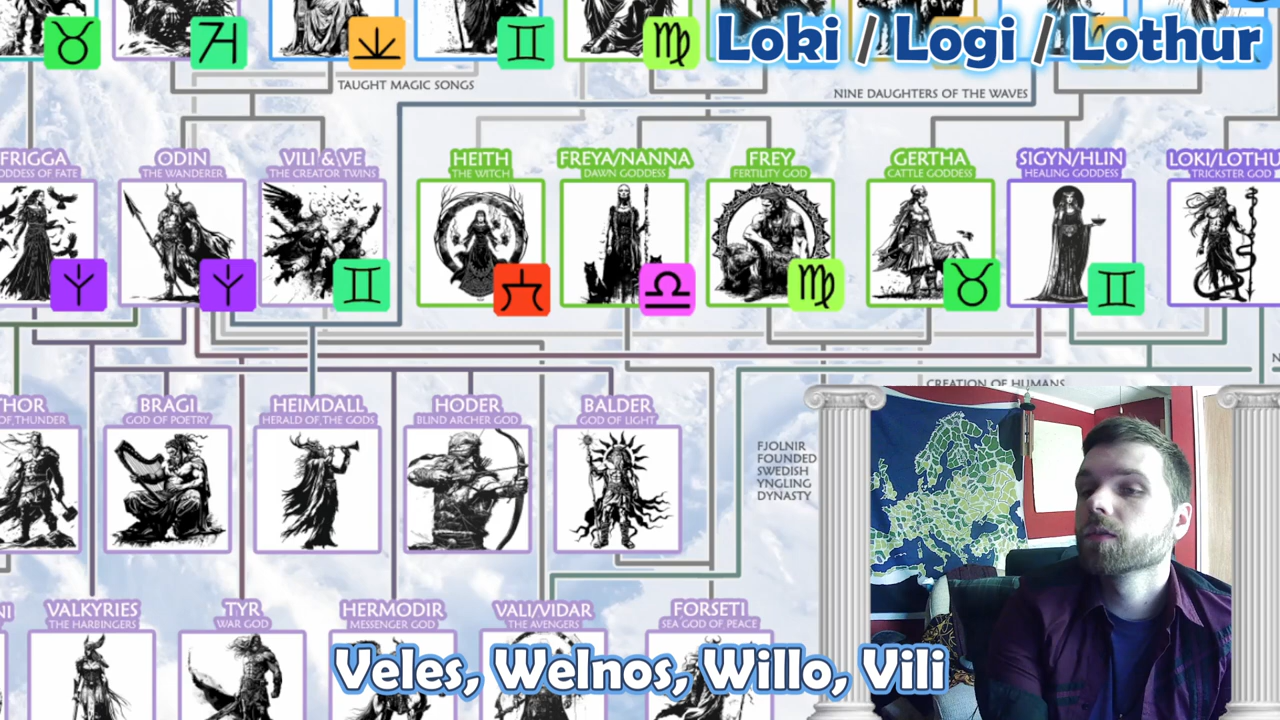 Loki / Logi / Lothur
TAUGHT MAGIC SONGS
NINE DAUGHTERS OF THE WAVES
FRIGGA
ODDESS OF FATE
ODIN
THE WANDERER
VILI & VE
THE CREATOR TWINS
HEITH
THE WITCH
FREYA/NANNA
DAWN GODDESS
FREY
FERTILITY GOD
GERTHA
CATTLE GODDESS
SIGYN/HLIN
HEALING GODDESS
LOKI/LOTHU
TRICKSTER GOD
CREATION OF HUMANS
N
THOR
OF THUNDER
BRAGI
GOD OF POETRY
HEIMDALL
HERALD OF THE GODS
HODER
BLIND ARCHER GOD
BALDER
GOD OF LIGHT
FJOLNIR
FOUNDED
SWEDISH
YNGLING
DYNASTY
NI
VALKYRIES
THE HARBINGERS
TYR
WAR GOD
HERMODIR
MESSENGER GOD
VALI/VIDAR
THE AVENGERS
FORSETI
SEA GOD OF PEACE
Veles, Welnos, Willo, Vili